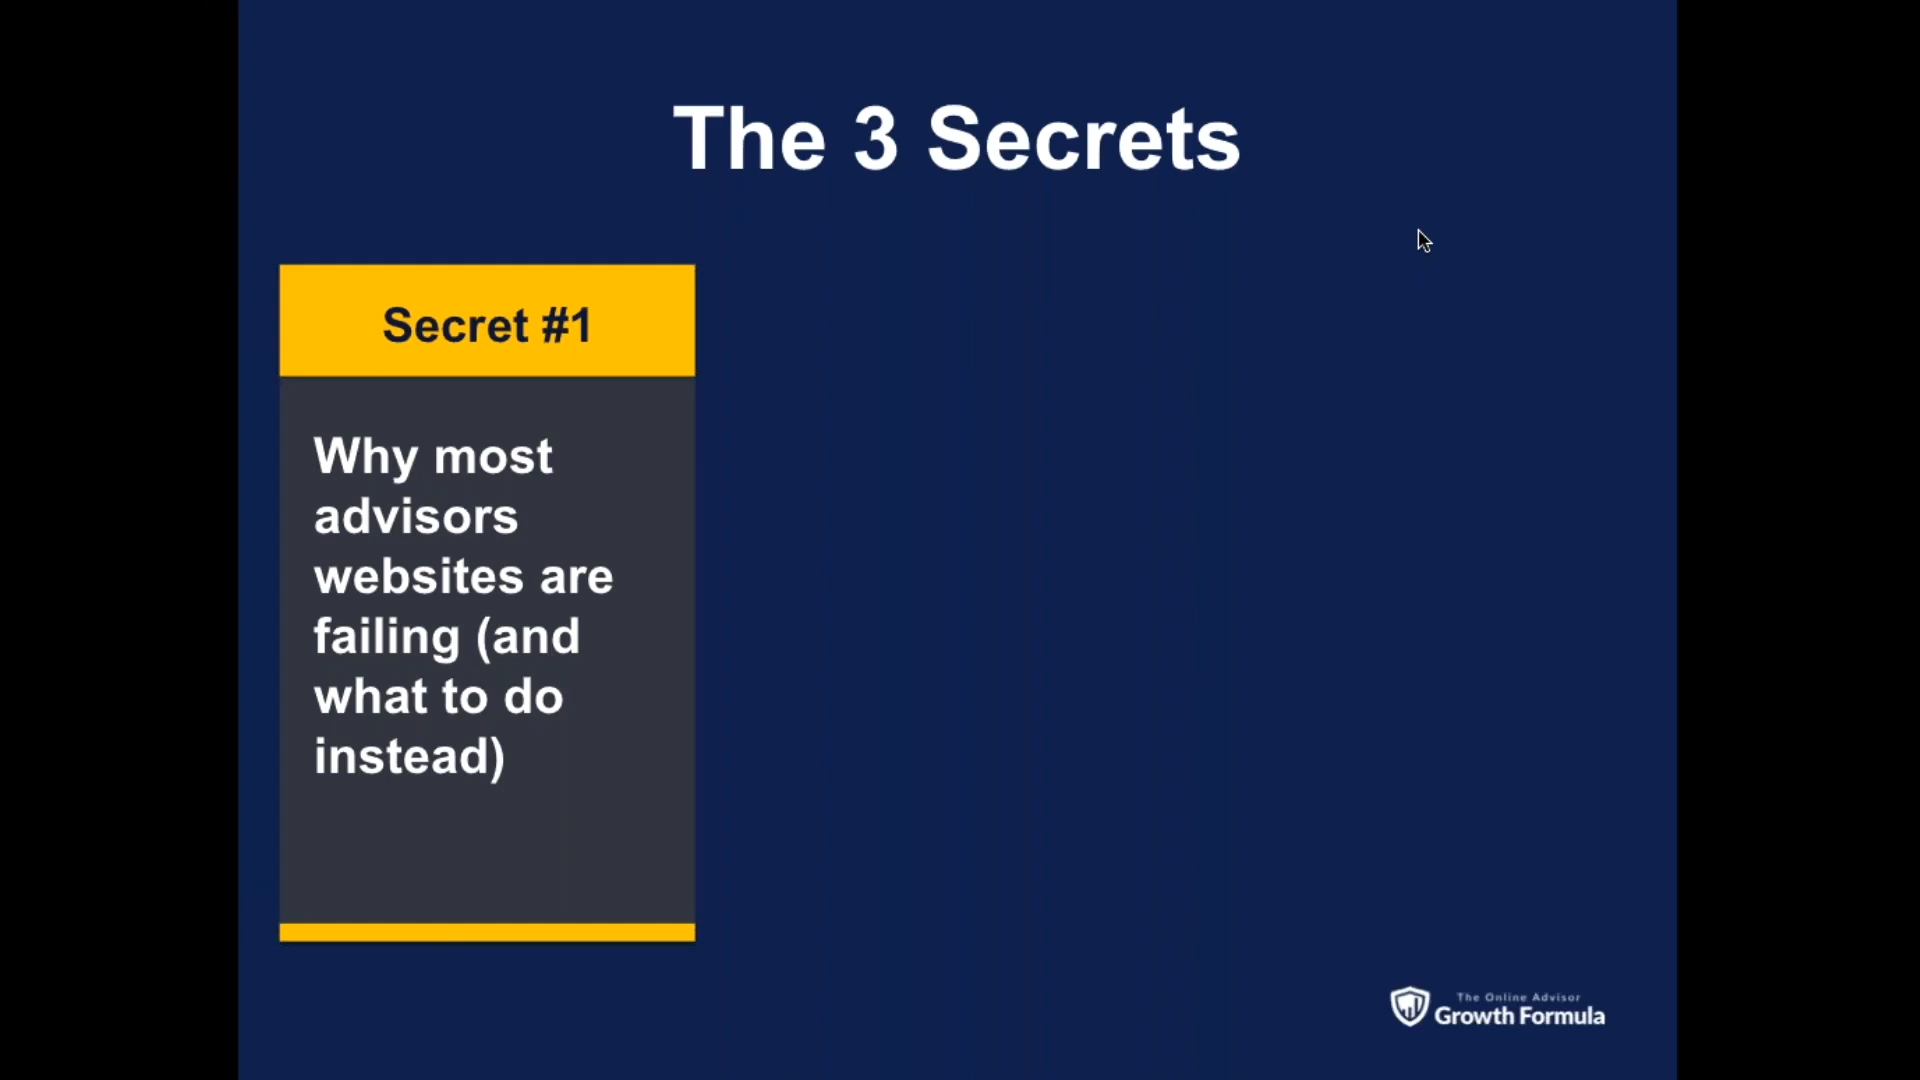 The 3 Secrets
Secret #1
Why most
advisors
websites are
failing (and
what to do
instead)
The Online Advisor
Growth Formula